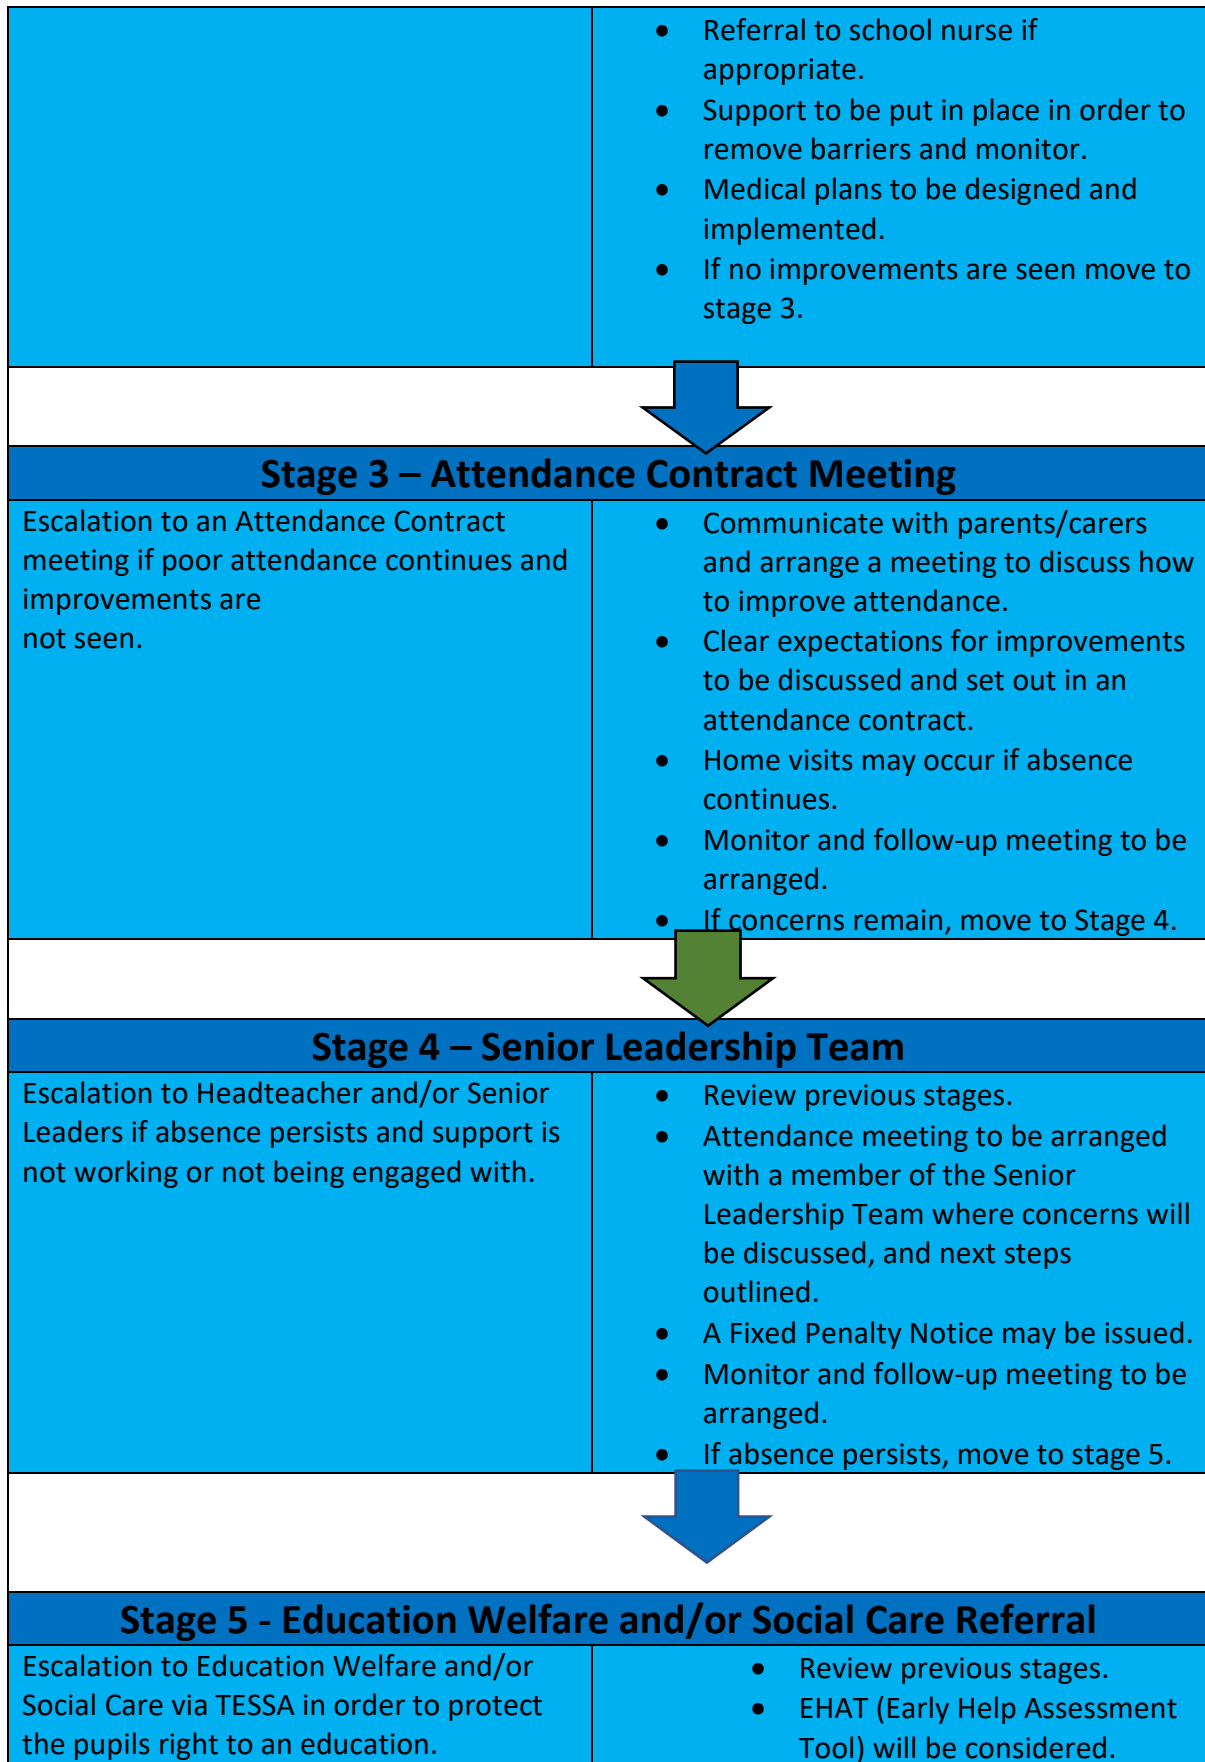 • Referral to school nurse if
appropriate.
• Support to be put in place in order to
remove barriers and monitor.
• Medical plans to be designed and
implemented.
• If no improvements are seen move to
stage 3.
Stage 3 – Attendance Contract Meeting
Escalation to an Attendance Contract
meeting if poor attendance continues and
improvements are
not seen.
• Communicate with parents/carers
and arrange a meeting to discuss how
to improve attendance.
• Clear expectations for improvements
to be discussed and set out in an
attendance contract.
• Home visits may occur if absence
continues.
• Monitor and follow-up meeting to be
arranged.
• If concerns remain, move to Stage 4.
Stage 4 – Senior Leadership Team
Escalation to Headteacher and/or Senior
Leaders if absence persists and support is
not working or not being engaged with.
• Review previous stages.
• Attendance meeting to be arranged
with a member of the Senior
Leadership Team where concerns will
be discussed, and next steps
outlined.
• A Fixed Penalty Notice may be issued.
• Monitor and follow-up meeting to be
arranged.
• If absence persists, move to stage 5.
Stage 5 - Education Welfare and/or Social Care Referral
Escalation to Education Welfare and/or
Social Care via TESSA in order to protect
the pupils right to an education.
• Review previous stages.
• EHAT (Early Help Assessment
Tool) will be considered.